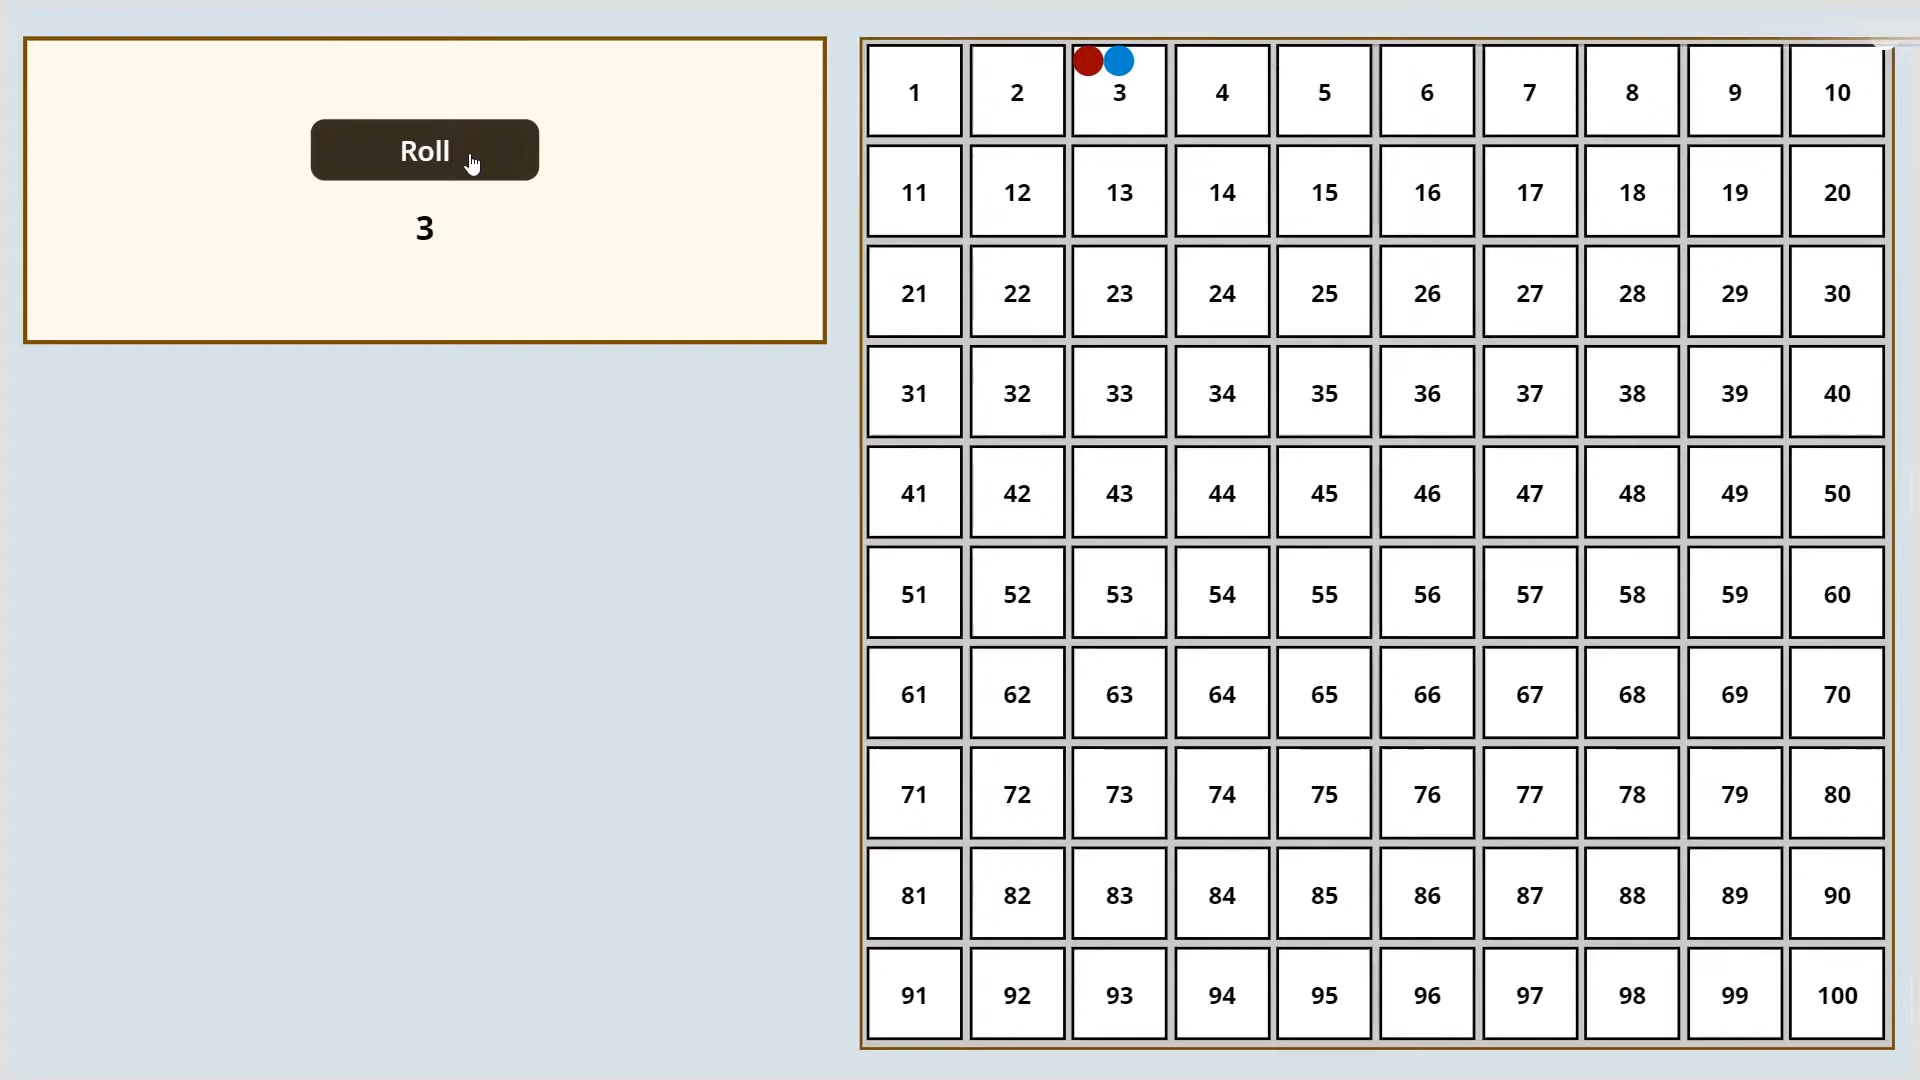 Roll
3
1 2 3 4 5 6 7 8 9 10
11 12 13 14 15 16 17 18 19 20
21 22 23 24 25 26 27 28 29 30
31 32 33 34 35 36 37 38 39 40
41 42 43 44 45 46 47 48 49 50
51 52 53 54 55 56 57 58 59 60
61 62 63 64 65 66 67 68 69 70
71 72 73 74 75 76 77 78 79 80
81 82 83 84 85 86 87 88 89 90
91 92 93 94 95 96 97 98 99 100